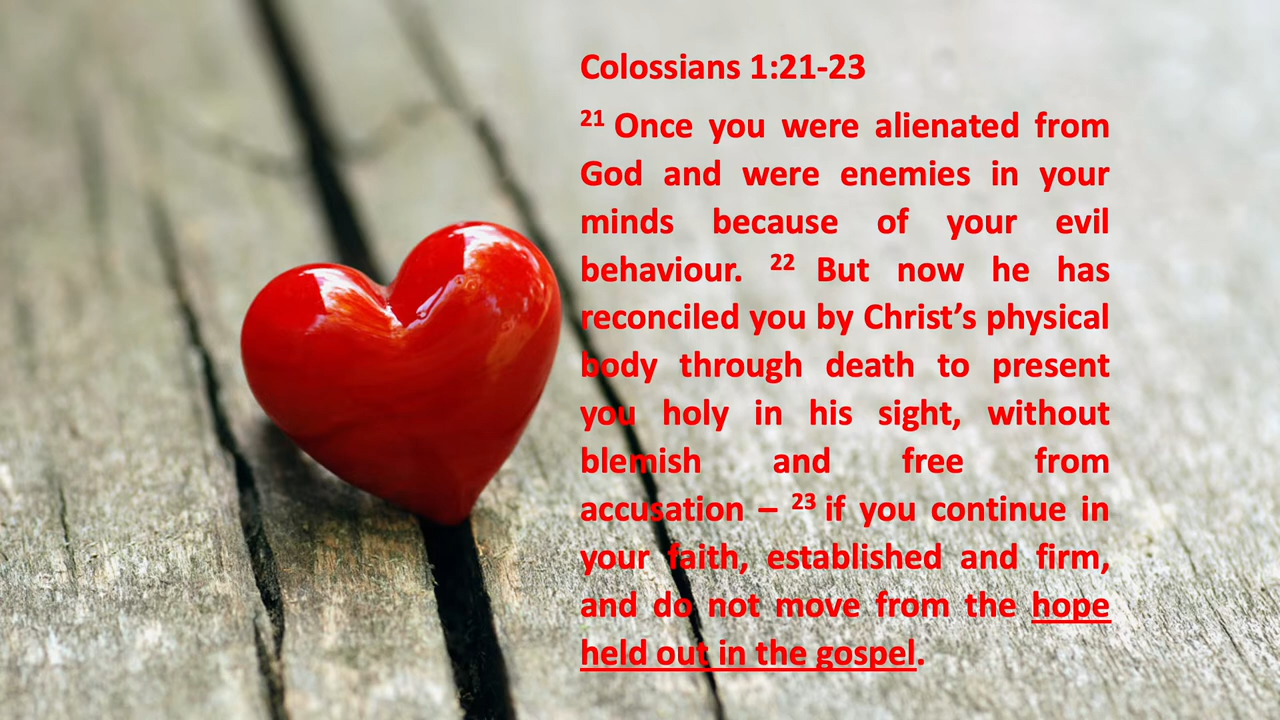 Colossians 1:21-23
21 Once you were alienated from
God and were enemies in your
minds because of your evil
behaviour. 22 But now he has
reconciled you by Christ’s physical
body through death to present
you holy in his sight, without
blemish and free from
accusation – 23 if you continue in
your faith, established and firm,
and do not move from the hope
held out in the gospel.